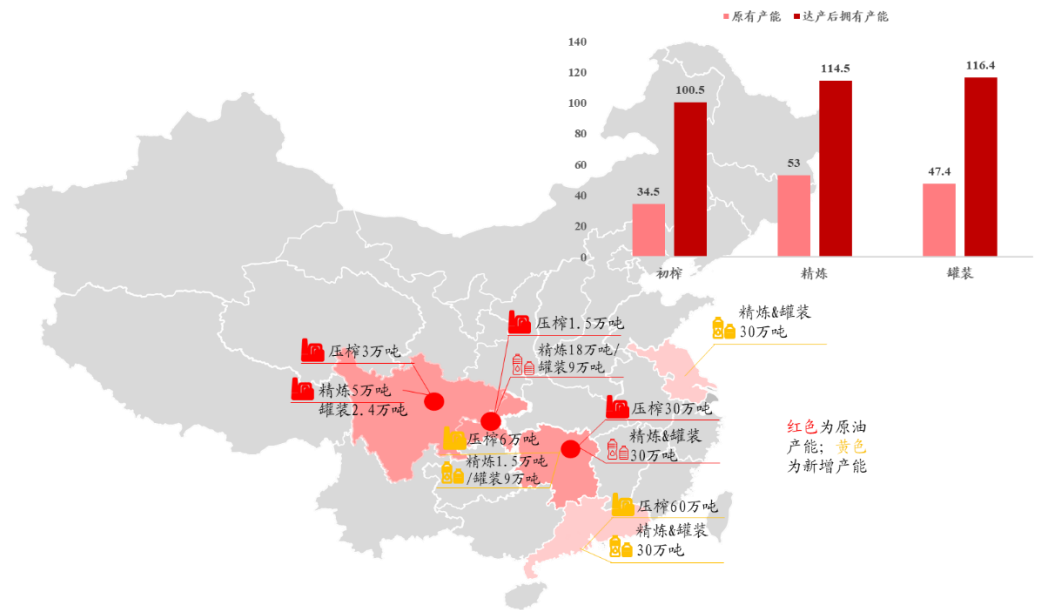 原有产能 达产后拥有产能
140
120
100
80
60
40
20
0
34.5
100.5
53
114.5
47.4
116.4
初榨 精炼 罐装
精炼&罐装
30万吨
压榨1.5万吨
精炼18万吨/
罐装9万吨
压榨3万吨
精炼5万吨
罐装2.4万吨
压榨30万吨
精炼&罐装
30万吨
压榨6万吨
精炼1.5万吨
/罐装9万吨
压榨60万吨
精炼&罐装
30万吨
红色为原油
产能；黄色
为新增产能